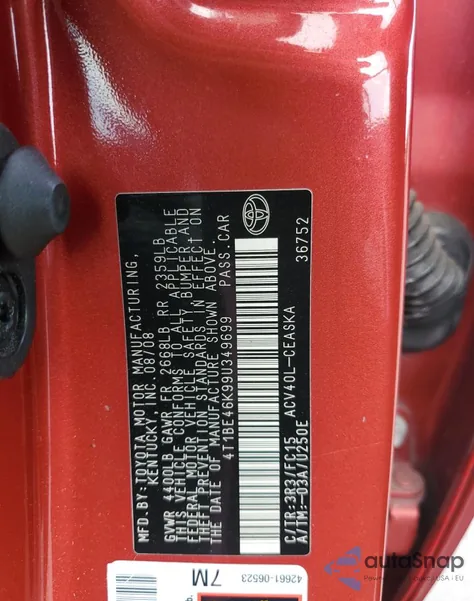 MFD. BY: TOYOTA MOTOR MANUFACTURING,
KENTUCKY, INC. 08/08
GVWR 4400LB GAWR FR 2668LB RR 2359LB
THIS VEHICLE CONFORMS TO ALL APPLICABLE
FEDERAL MOTOR VEHICLE SAFETY, BUMPER, AND
THEFT PREVENTION STANDARDS IN EFFECT ON
THE DATE OF MANUFACTURE SHOWN ABOVE.
4T1BE46K99U349699 PASS. CAR
C/TR:3R3/FC15 ACV40L-CEASKA 36752
A/TM:-03A/U250E
42661-06523
7M
autoSnap